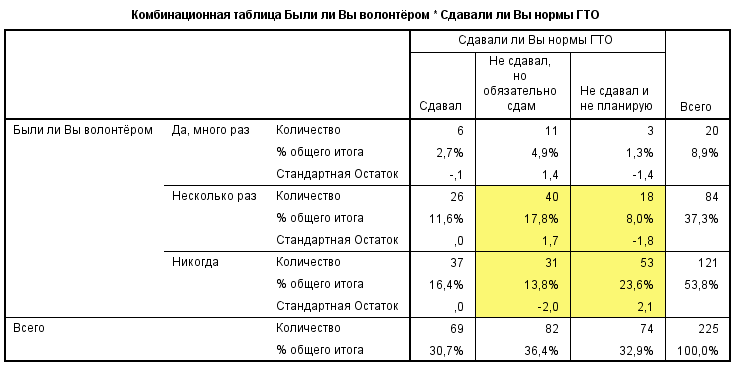 Комбинационная таблица Были ли Вы волонтёром * Сдавали ли Вы нормы ГТО
Сдавали ли Вы нормы ГТО
Сдавал
Не сдавал,
но
обязательно
сдам
Не сдавал и
не планирую
Всего
Были ли Вы волонтёром Да, много раз Количество 6 11 3 20
% общего итога 2,7% 4,9% 1,3% 8,9%
Стандартная Остаток -,1 1,4 -1,4
Несколько раз Количество 26 40 18 84
% общего итога 11,6% 17,8% 8,0% 37,3%
Стандартная Остаток ,0 1,7 -1,8
Никогда Количество 37 31 53 121
% общего итога 16,4% 13,8% 23,6% 53,8%
Стандартная Остаток ,0 -2,0 2,1
Всего Количество 69 82 74 225
% общего итога 30,7% 36,4% 32,9% 100,0%